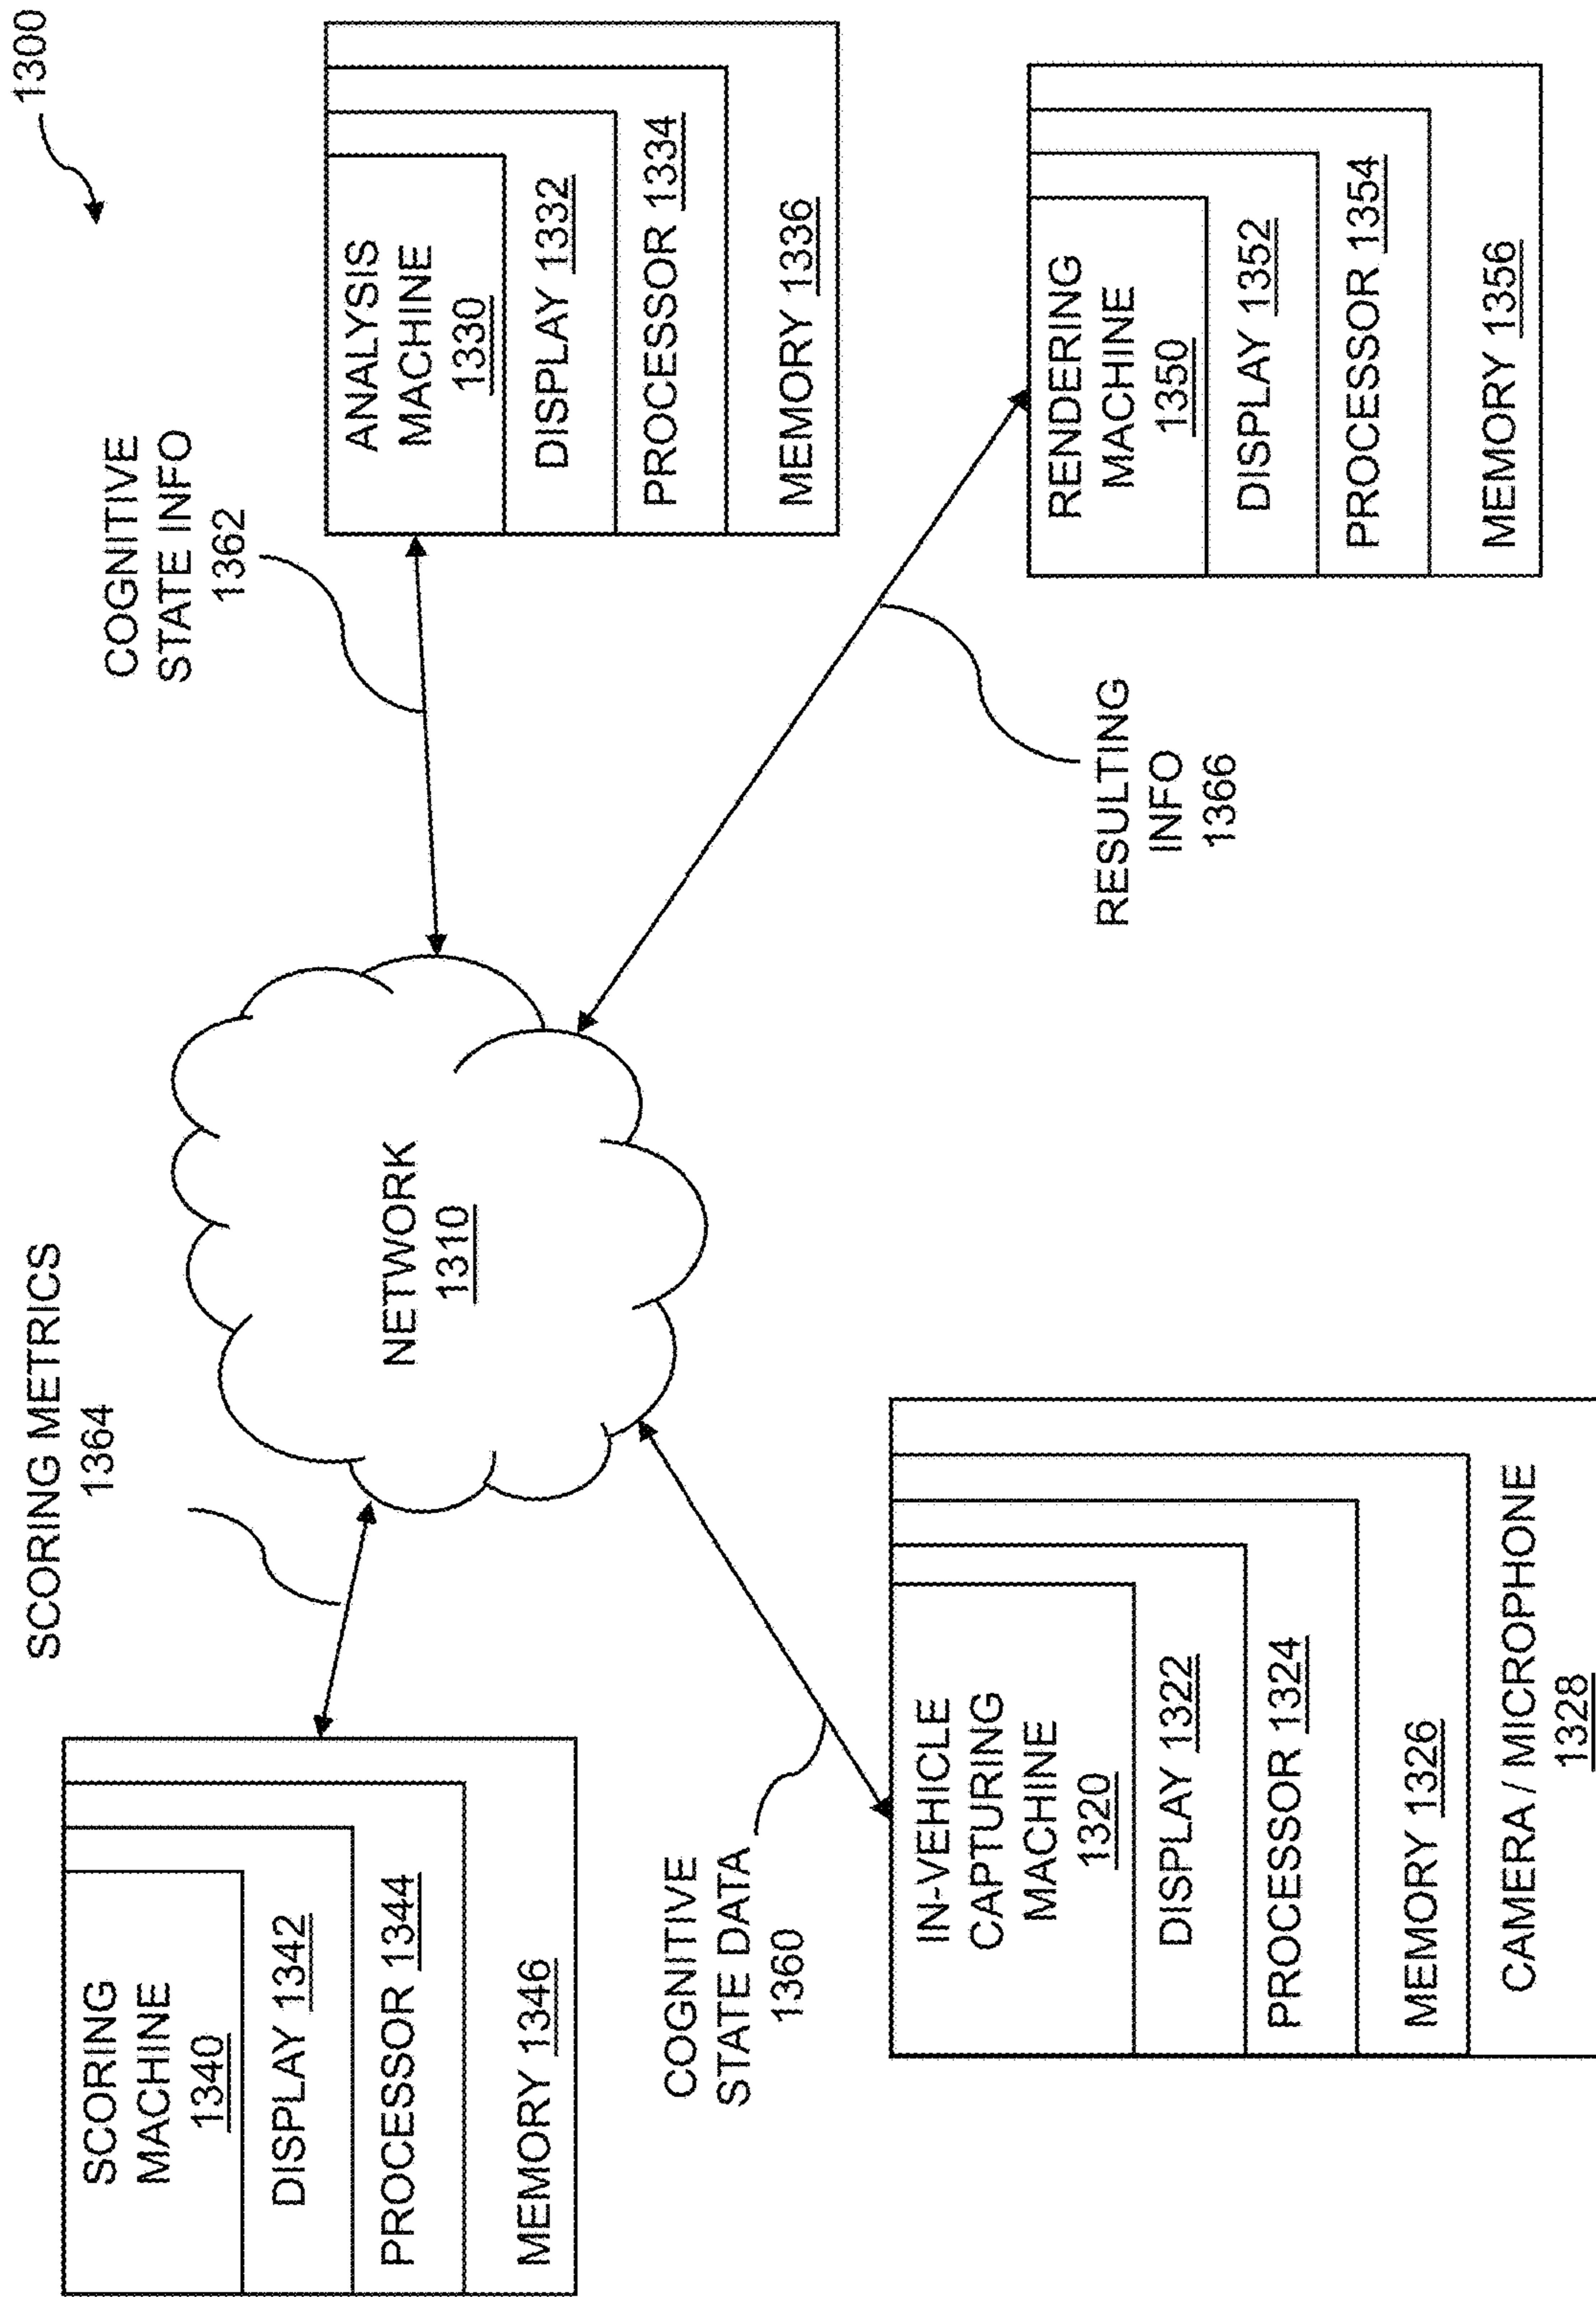 1300
SCORING METRICS
1364
COGNITIVE
STATE INFO
1362
SCORING
MACHINE
1340
DISPLAY 1342
PROCESSOR 1344
MEMORY 1346
NETWORK
1310
ANALYSIS
MACHINE
1330
DISPLAY 1332
PROCESSOR 1334
MEMORY 1336
COGNITIVE
STATE DATA
1360
RESULTING
INFO
1366
IN-VEHICLE
CAPTURING
MACHINE
1320
DISPLAY 1322
PROCESSOR 1324
MEMORY 1326
CAMERA / MICROPHONE
1328
RENDERING
MACHINE
1350
DISPLAY 1352
PROCESSOR 1354
MEMORY 1356